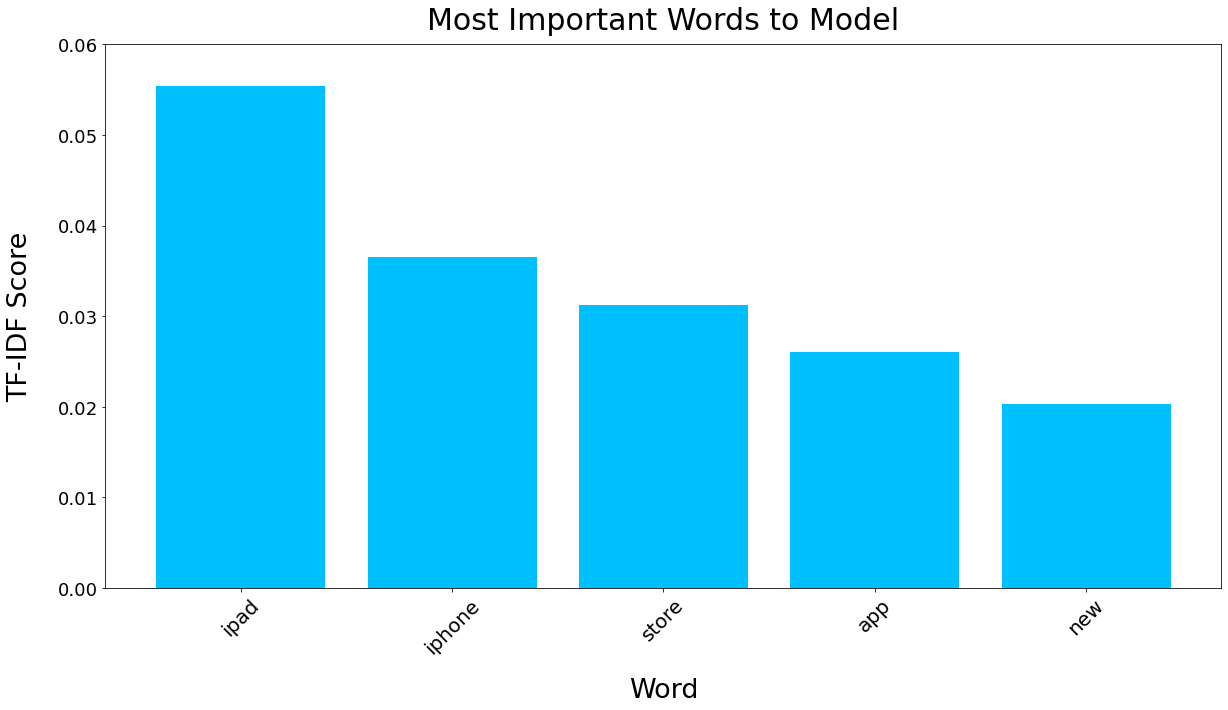 Most Important Words to Model
0.06
0.05
0.04
0.03
0.02
0.01
0.00
TF-IDF Score
ipad
iphone
store
app
new
Word